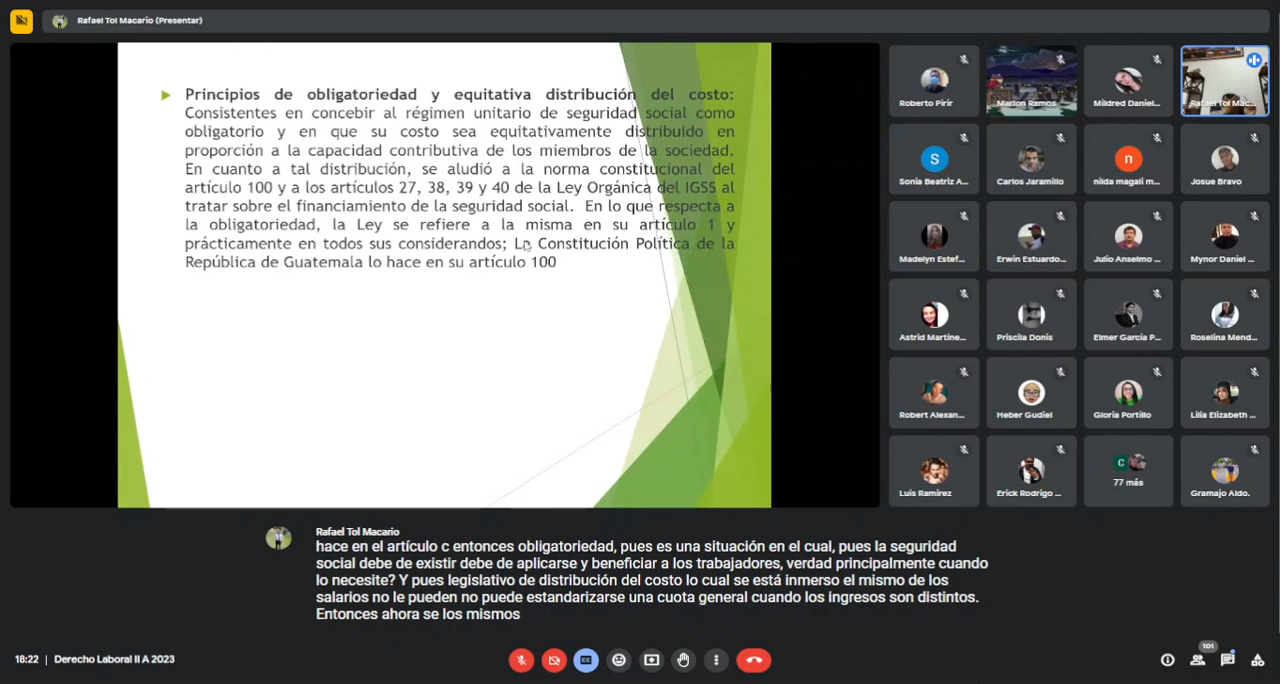 Rafael Tol Macario (Presentar)
Principios de obligatoriedad y equitativa distribución del costo:
Consistentes en concebir al régimen unitario de seguridad social como
obligatorio y en que su costo sea equitativamente distribuido en
proporción a la capacidad contributiva de los miembros de la sociedad.
En cuanto a tal distribución, se aludió a la norma constitucional del
artículo 100 y a los artículos 27, 38, 39 y 40 de la Ley Orgánica del IGSS al
tratar sobre el financiamiento de la seguridad social. En lo que respecta a
la obligatoriedad, la Ley se refiere a la misma en su artículo 1 y
prácticamente en todos sus considerandos; La Constitución Política de la
República de Guatemala lo hace en su artículo 100
Roberto Pirir
Marlon Ramos
Mildred Daniel...
Rafael Tol Mac...
S
Sonia Beatriz A...
Carlos Jaramillo
n
nilda magali m...
Josue Bravo
Madelyn Estef...
Erwin Estuardo...
Julio Anselmo ...
Mynor Daniel ...
Astrid Martine...
Priscila Donis
Elmer Garcia P...
Roselina Mend...
Robert Alexan...
Heber Gudiel
Gloria Portillo
Lilia Elizabeth ...
Luis Ramírez
Erick Rodrigo ...
C
77 más
Gramajo Aldo.
Rafael Tol Macario
hace en el artículo c entonces obligatoriedad, pues es una situación en el cual, pues la seguridad
social debe de existir debe de aplicarse y beneficiar a los trabajadores, verdad principalmente cuando
lo necesite? Y pues legislativo de distribución del costo lo cual se está inmerso el mismo de los
salarios no le pueden no puede estandarizarse una cuota general cuando los ingresos son distintos.
Entonces ahora se los mismos
18:22 | Derecho Laboral II A 2023
CC
101